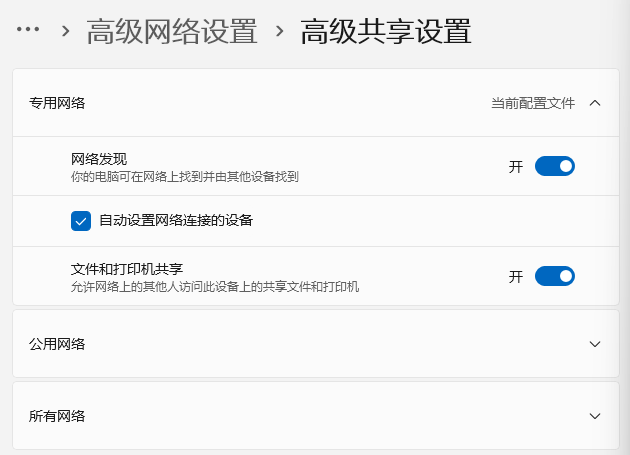 ··· > 高级网络设置 > 高级共享设置
专用网络 当前配置文件
网络发现
你的电脑可在网络上找到并由其他设备找到
开
自动设置网络连接的设备
文件和打印机共享
允许网络上的其他人访问此设备上的共享文件和打印机
开
公用网络
所有网络